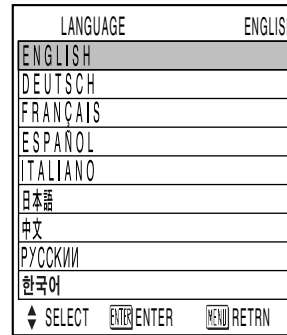 LANGUAGE ENGLIS
ENGLISH
DEUTSCH
FRANÇAIS
ESPAÑOL
ITALIANO
日本語
中文
РУССКИИ
한국어
SELECT ENTER ENTER MENU RETRN